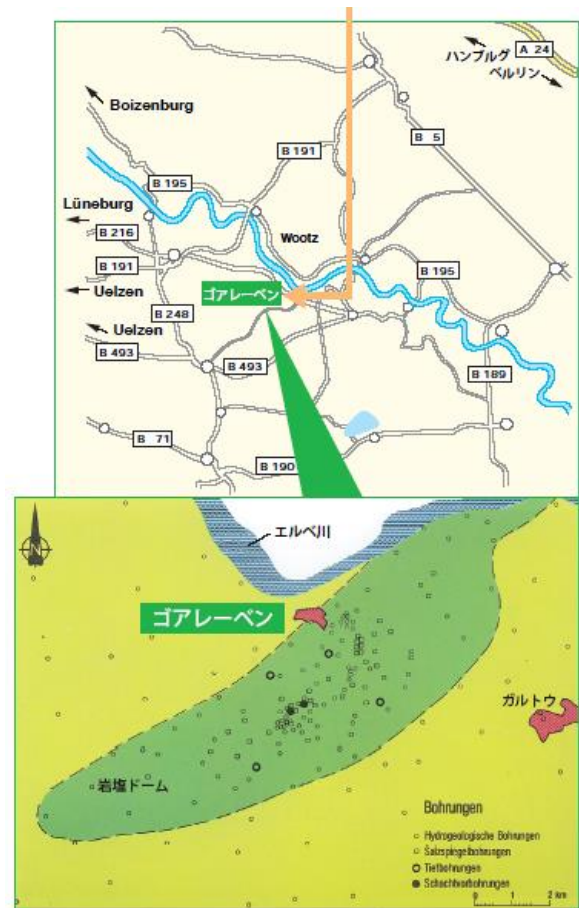 ハンブルグ
A 24
ベルリン
Boizenburg
B 5
B 191
B 195
Lüneburg
B 216
Wootz
B 191
B 195
Uelzen
ゴアレーベン
B 248
Uelzen
B 493
B 493
B 189
B 71
B 190
エルベ川
N
ゴアレーベン
ガルトウ
岩塩ドーム
Bohrungen
Hydrogeologische Bohrungen
Salzspiegelbohrungen
Tiefbohrungen
Schachtvorbohrungen
0 1 2 km